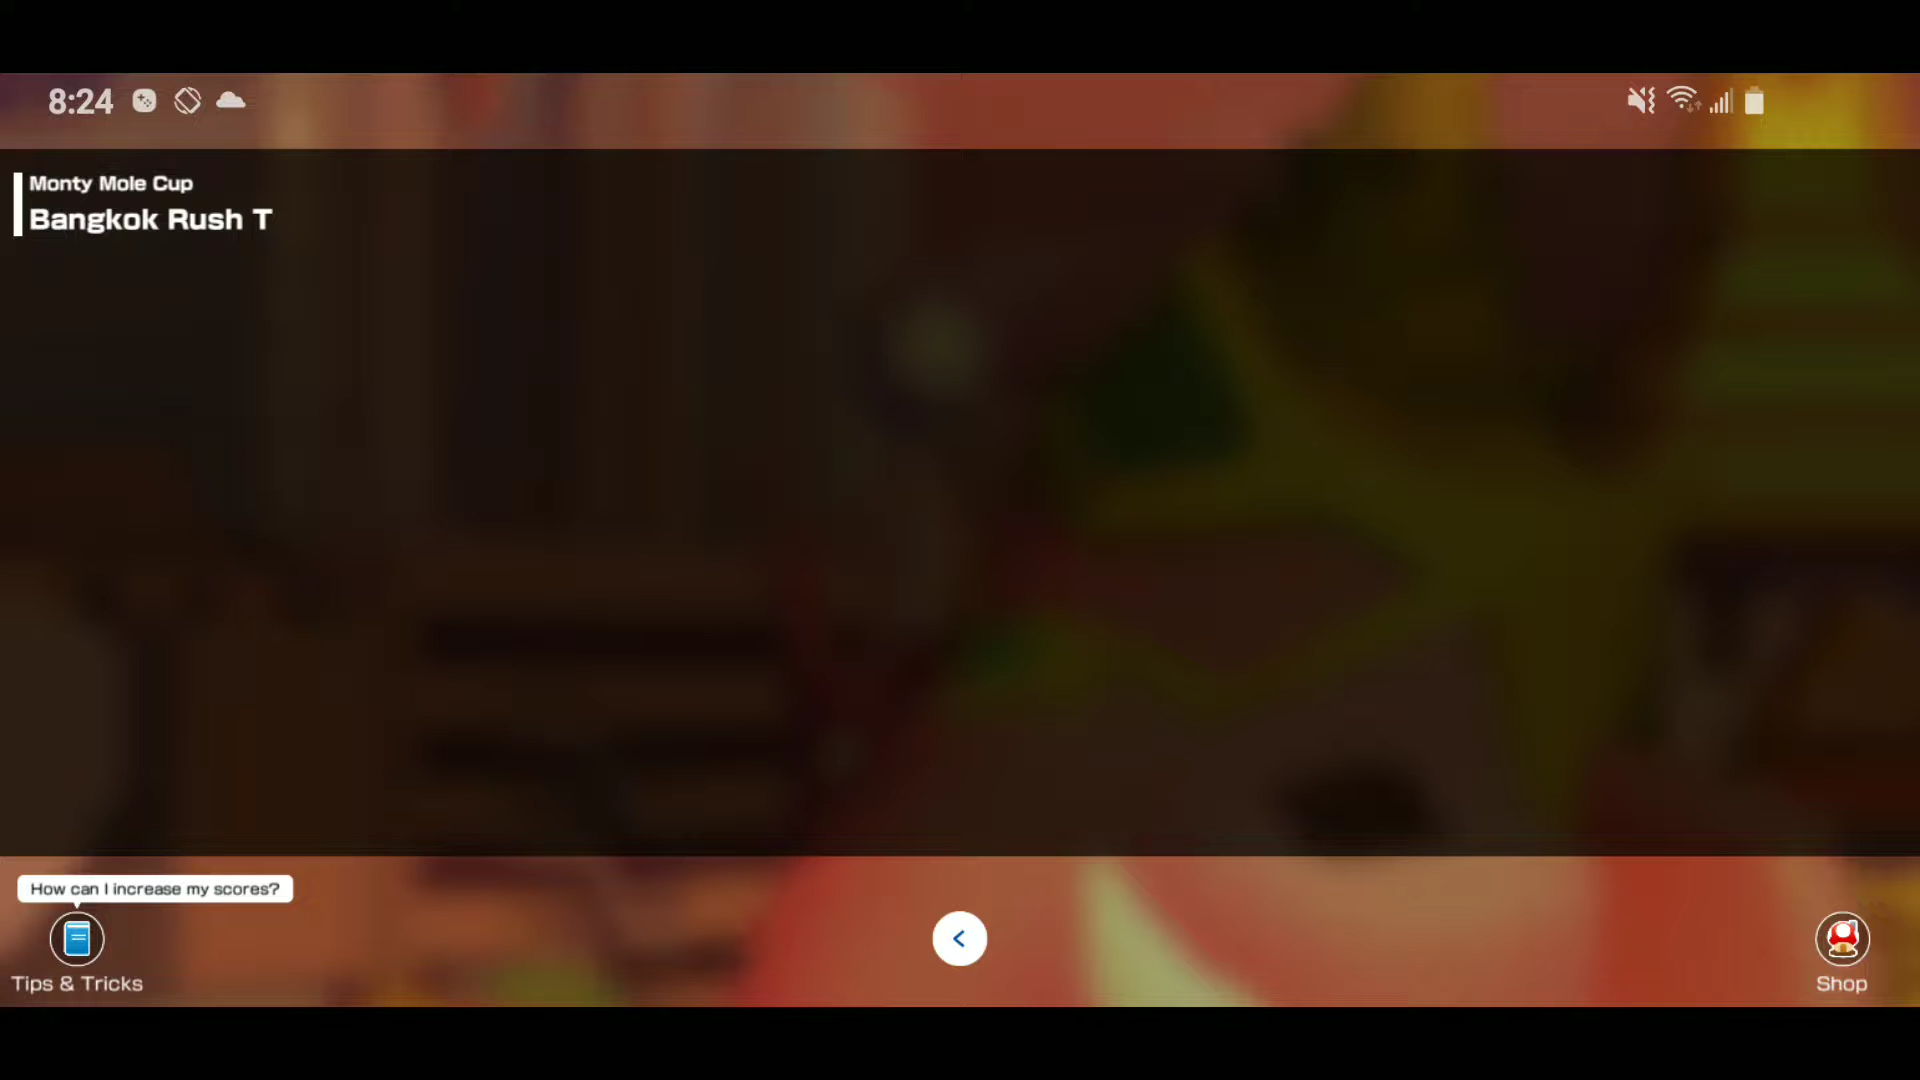 8:24
Monty Mole Cup
Bangkok Rush T
How can I increase my scores?
Tips & Tricks
Shop